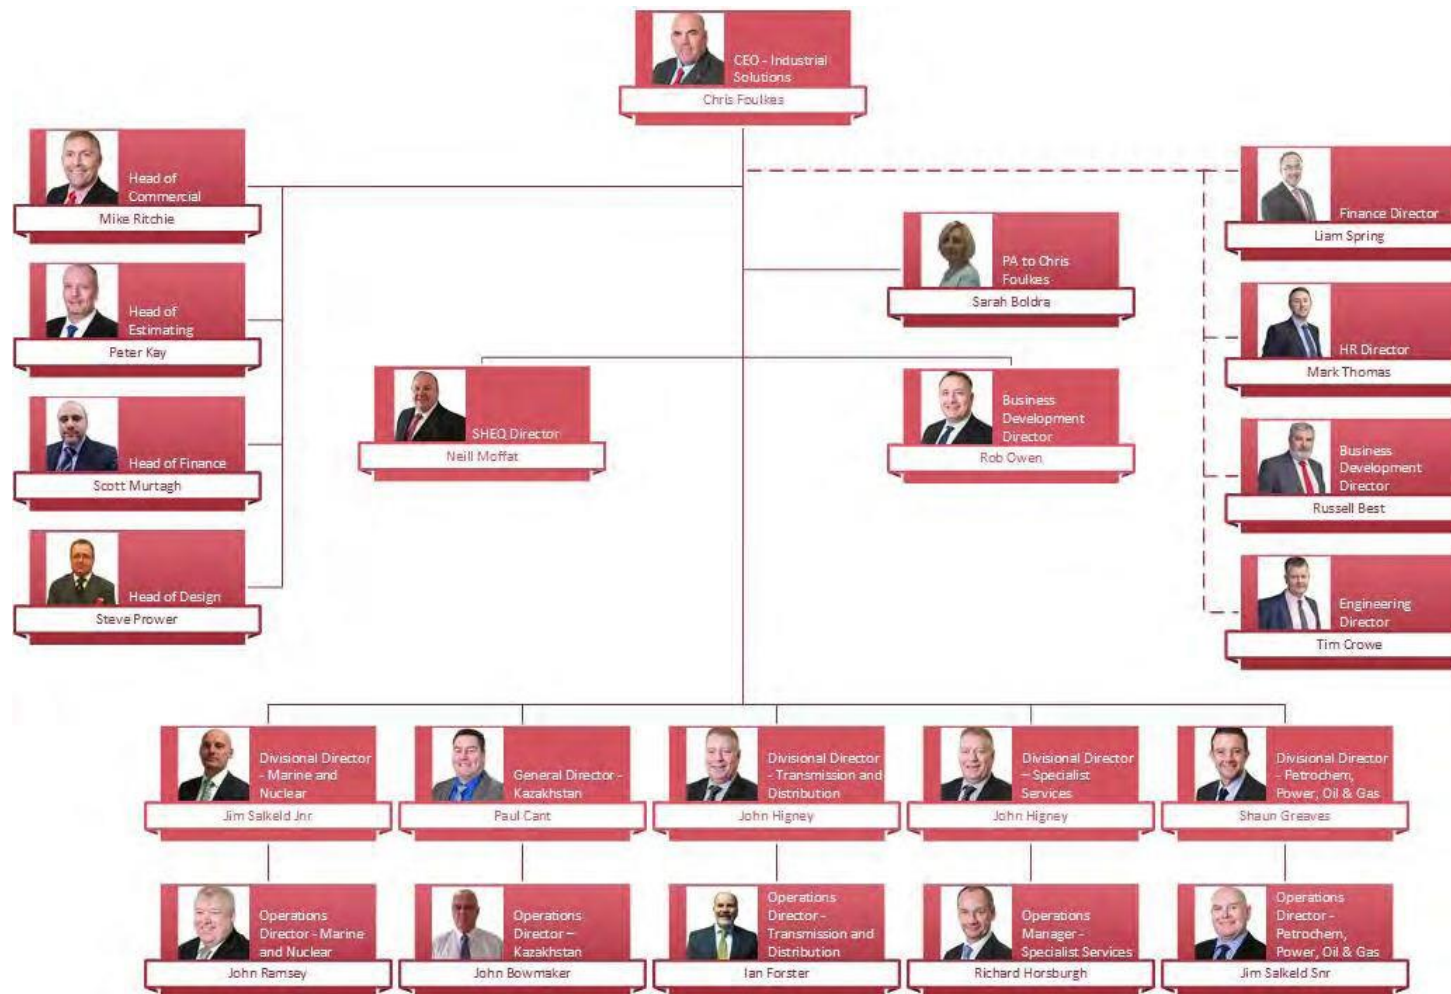 CEO - Industrial
Solutions
Chris Foulkes
Head of
Commercial
Mike Ritchie
Head of
Estimating
Peter Kay
Head of Finance
Scott Murtagh
Head of Design
Steve Prower
PA to Chris
Foulkes
Sarah Boldra
SHEQ Director
Neill Moffat
Business
Development
Director
Rob Owen
Finance Director
Liam Spring
HR Director
Mark Thomas
Business
Development
Director
Russell Best
Engineering
Director
Tim Crowe
Divisional Director
- Marine and
Nuclear
Jim Salkeld Jnr
General Director -
Kazakhstan
Paul Cant
Divisional Director
- Transmission and
Distribution
John Higney
Divisional Director
– Specialist
Services
John Higney
Divisional Director
- Petrochem,
Power, Oil & Gas
Shaun Greaves
Operations
Director - Marine
and Nuclear
John Ramsey
Operations
Director –
Kazakhstan
John Bowmaker
Operations
Director -
Transmission and
Distribution
Ian Forster
Operations
Manager -
Specialist Services
Richard Horsburgh
Operations
Director -
Petrochem,
Power, Oil & Gas
Jim Salkeld Snr